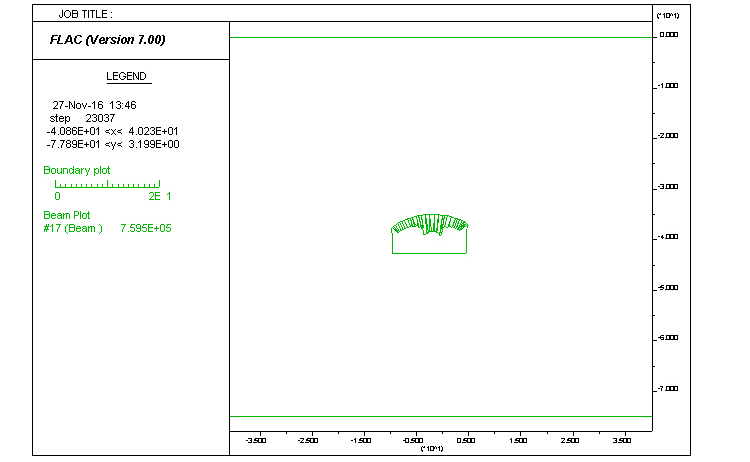 JOB TITLE :
FLAC (Version 7.00)
LEGEND
27-Nov-16 13:46
step 23037
-4.086E+01 <x< 4.023E+01
-7.789E+01 <y< 3.199E+00
Boundary plot
0 2E 1
Beam Plot
#17 (Beam ) 7.595E+05
(*10^1)
0.000
-1.000
-2.000
-3.000
-4.000
-5.000
-6.000
-7.000
-3.500 -2.500 -1.500 -0.500 0.500 1.500 2.500 3.500
(*10^1)